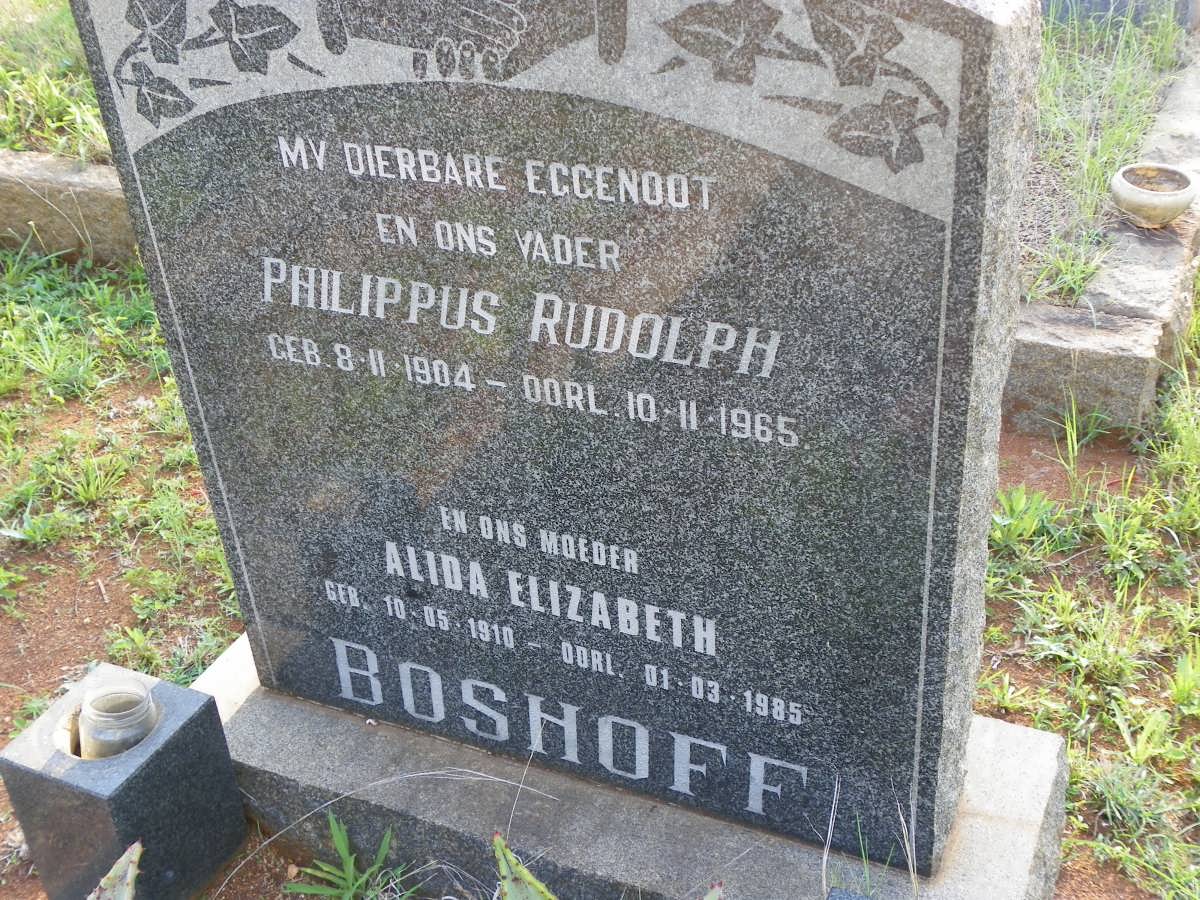 MY DIERBARE EGGENOOT
EN ONS VADER
PHILIPPUS RUDOLPH
GEB. 8·11·1904 – OORL. 10·11·1965.
EN ONS MOEDER
ALIDA ELIZABETH
GEB. 10·05·1910 – OORL. 01·03·1985
BOSHOFF